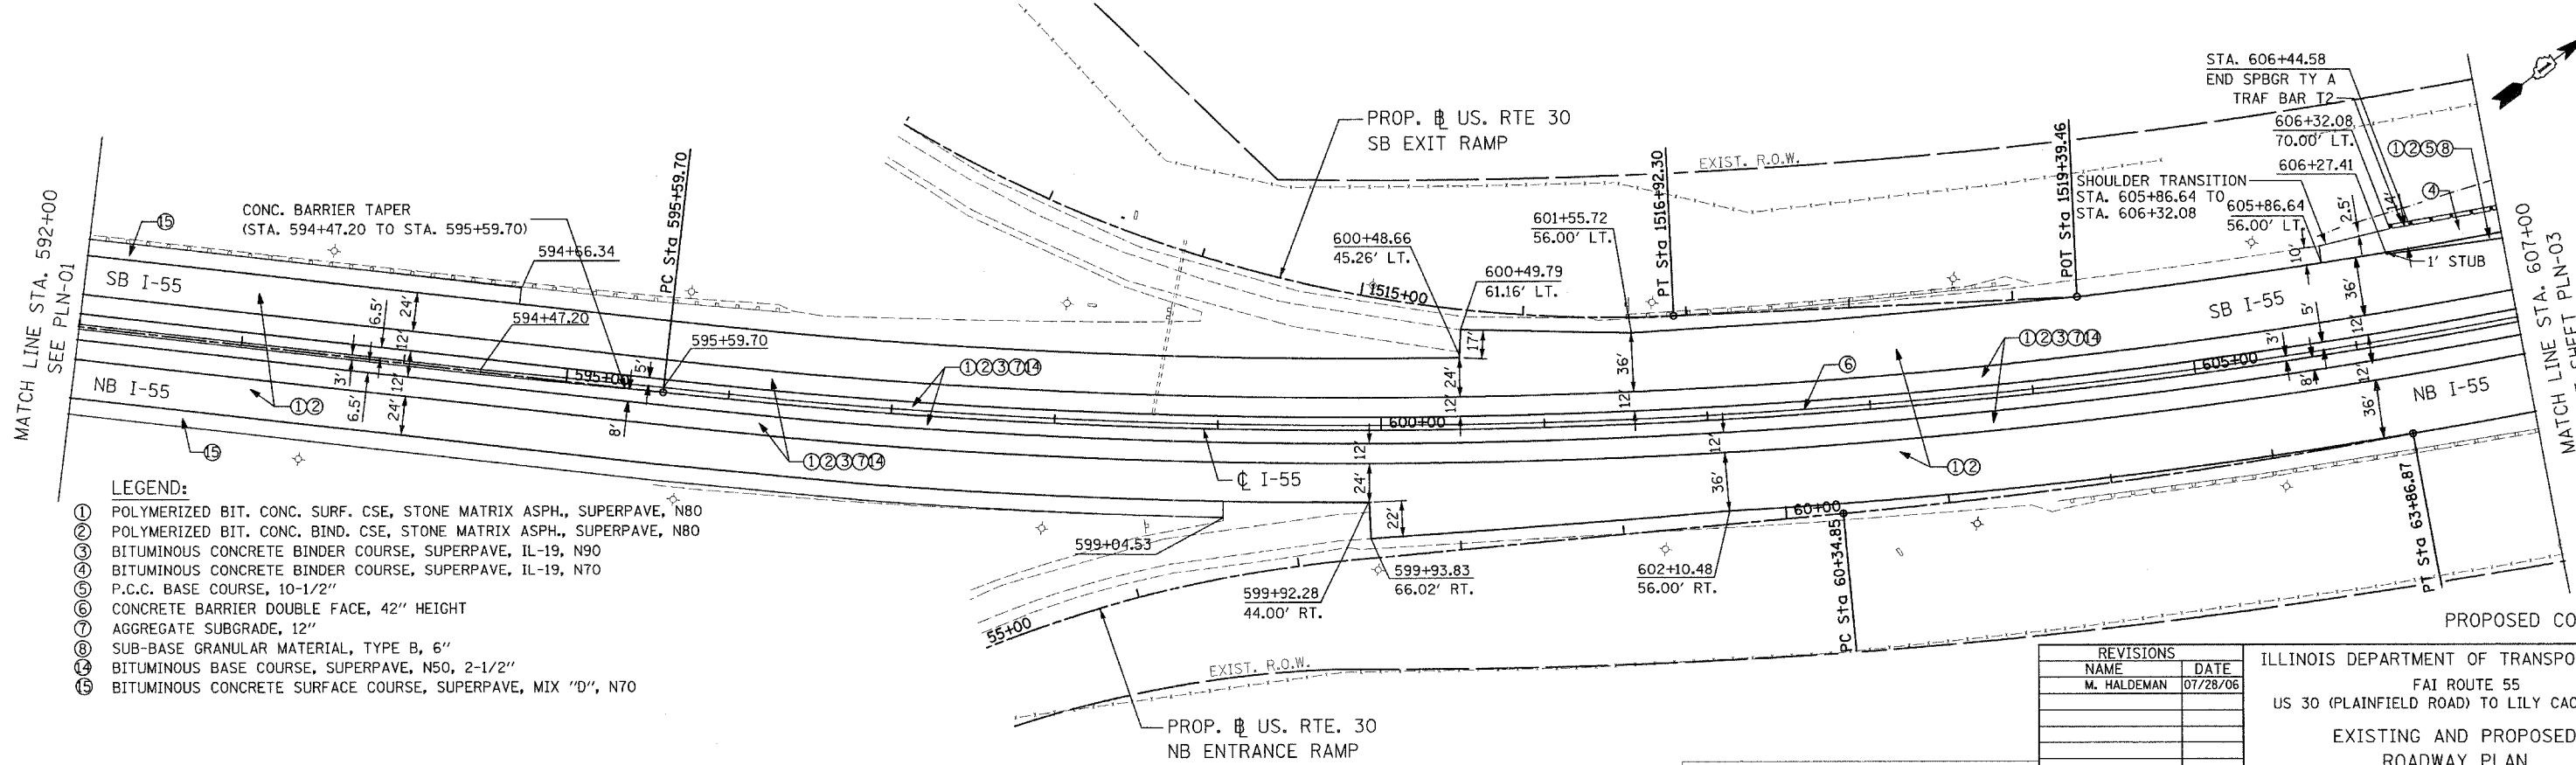 STA. 606+44.58
END SPBGR TY A
TRAF BAR T2
606+32.08
70.00' LT.
606+27.41
①②⑤⑧
④
14'
2.5'
10'
SHOULDER TRANSITION
STA. 605+86.64 TO
STA. 606+32.08
605+86.64
56.00' LT.
1' STUB
PROP. ℄ US. RTE 30
SB EXIT RAMP
EXIST. R.O.W.
POT Sta 1519+39.46
PT Sta 1516+92.30
601+55.72
56.00' LT.
600+48.66
45.26' LT.
600+49.79
61.16' LT.
1515+00
MATCH LINE STA. 592+00
SEE PLN-01
⑮
CONC. BARRIER TAPER
(STA. 594+47.20 TO STA. 595+59.70)
594+66.34
PC Sta 595+59.70
SB I-55
594+47.20
595+59.70
6.5'
24'
12'
3'
6.5'
12'
24'
595+00
5'
8'
NB I-55
①②
⑮
①②③⑦⑭
①②③⑦⑭
17'
24'
12'
36'
12'
600+00
⑥
①②③⑦⑭
605+00
SB I-55
36'
5'
12'
3'
8'
12'
36'
NB I-55
①②
MATCH LINE STA. 607+00
SHEET PLN-03
12'
24'
22'
12'
36'
℄ I-55
599+04.53
599+92.28
44.00' RT.
599+93.83
66.02' RT.
602+10.48
56.00' RT.
60+00
PC Sta 60+34.85
PT Sta 63+86.87
55+00
EXIST. R.O.W.
PROP. ℄ US. RTE. 30
NB ENTRANCE RAMP
LEGEND:
① POLYMERIZED BIT. CONC. SURF. CSE, STONE MATRIX ASPH., SUPERPAVE, N80
② POLYMERIZED BIT. CONC. BIND. CSE, STONE MATRIX ASPH., SUPERPAVE, N80
③ BITUMINOUS CONCRETE BINDER COURSE, SUPERPAVE, IL-19, N90
④ BITUMINOUS CONCRETE BINDER COURSE, SUPERPAVE, IL-19, N70
⑤ P.C.C. BASE COURSE, 10-1/2"
⑥ CONCRETE BARRIER DOUBLE FACE, 42" HEIGHT
⑦ AGGREGATE SUBGRADE, 12"
⑧ SUB-BASE GRANULAR MATERIAL, TYPE B, 6"
⑭ BITUMINOUS BASE COURSE, SUPERPAVE, N50, 2-1/2"
⑮ BITUMINOUS CONCRETE SURFACE COURSE, SUPERPAVE, MIX "D", N70
PROPOSED CO
REVISIONS
NAME DATE
M. HALDEMAN 07/28/06
ILLINOIS DEPARTMENT OF TRANSPO
FAI ROUTE 55
US 30 (PLAINFIELD ROAD) TO LILY CAC
EXISTING AND PROPOSED
ROADWAY PLAN